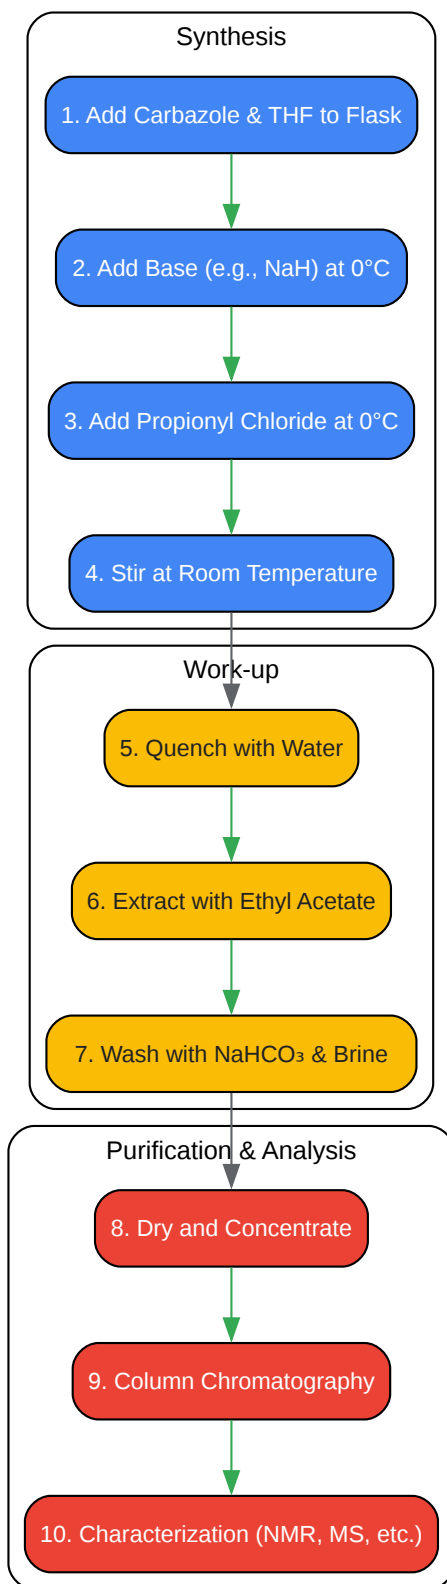 Synthesis
1. Add Carbazole & THF to Flask
2. Add Base (e.g., NaH) at 0°C
3. Add Propionyl Chloride at 0°C
4. Stir at Room Temperature
Work-up
5. Quench with Water
6. Extract with Ethyl Acetate
7. Wash with NaHCO₃ & Brine
Purification & Analysis
8. Dry and Concentrate
9. Column Chromatography
10. Characterization (NMR, MS, etc.)